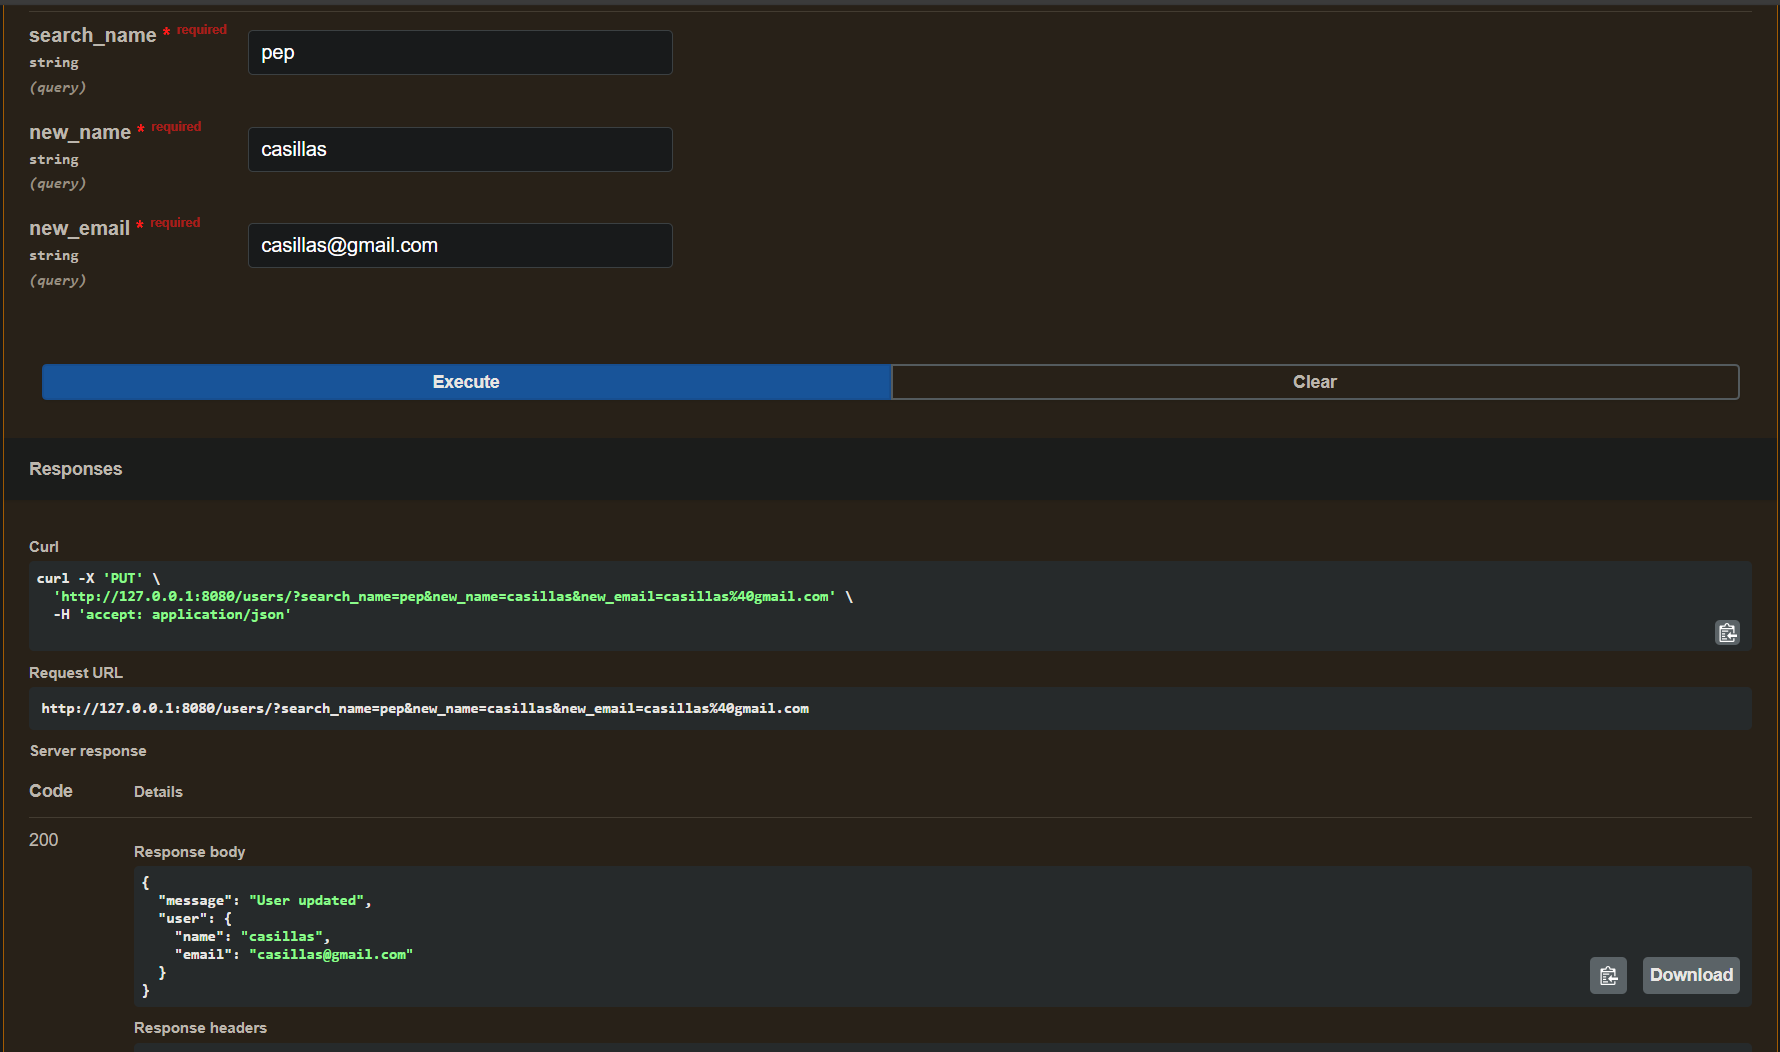 search_name * required
string
(query)
pep
new_name * required
string
(query)
casillas
new_email * required
string
(query)
casillas@gmail.com
Execute
Clear
Responses
Curl
curl -X 'PUT' \
  'http://127.0.0.1:8080/users/?search_name=pep&new_name=casillas&new_email=casillas%40gmail.com' \
  -H 'accept: application/json'
Request URL
http://127.0.0.1:8080/users/?search_name=pep&new_name=casillas&new_email=casillas%40gmail.com
Server response
Code Details
200
Response body
{
  "message": "User updated",
  "user": {
    "name": "casillas",
    "email": "casillas@gmail.com"
  }
}
Download
Response headers